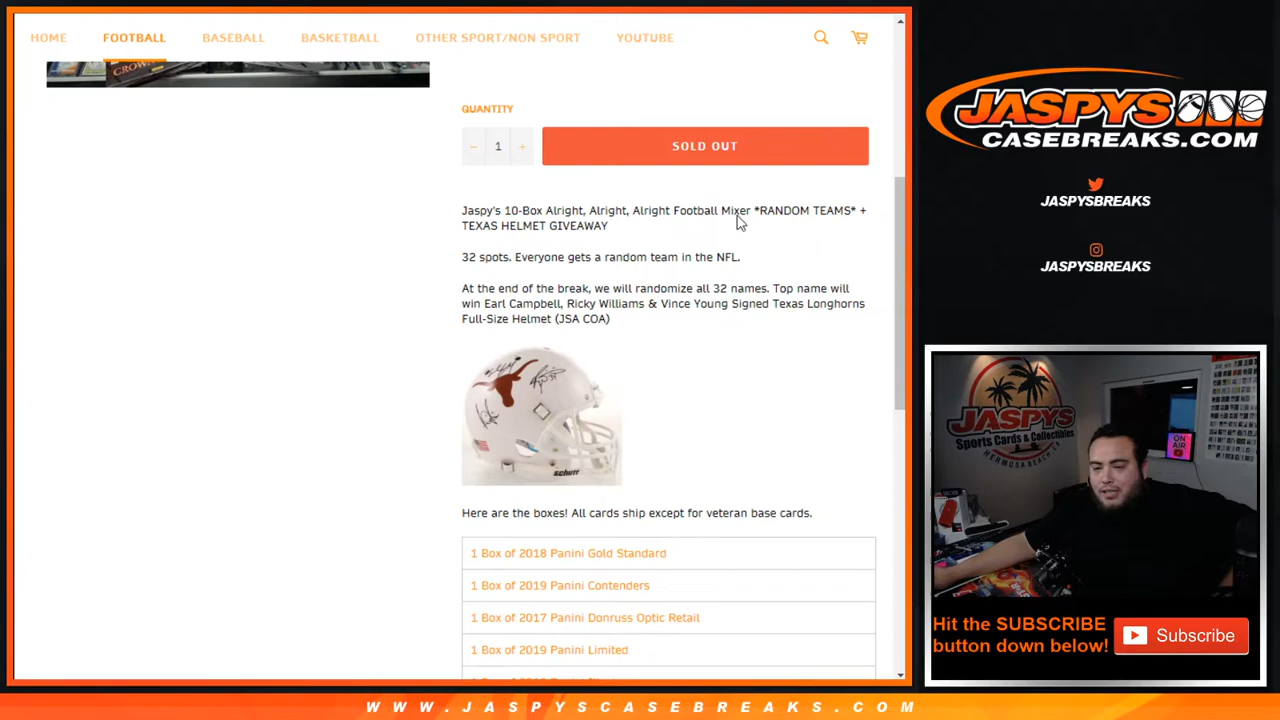 HOME FOOTBALL BASEBALL BASKETBALL OTHER SPORT/NON SPORT YOUTUBE
CROWN
QUANTITY
− 1 + SOLD OUT
Jaspy's 10-Box Alright, Alright, Alright Football Mixer *RANDOM TEAMS* +
TEXAS HELMET GIVEAWAY
32 spots. Everyone gets a random team in the NFL.
At the end of the break, we will randomize all 32 names. Top name will
win Earl Campbell, Ricky Williams & Vince Young Signed Texas Longhorns
Full-Size Helmet (JSA COA)
schutt
Here are the boxes! All cards ship except for veteran base cards.
1 Box of 2018 Panini Gold Standard
1 Box of 2019 Panini Contenders
1 Box of 2017 Panini Donruss Optic Retail
1 Box of 2019 Panini Limited
JASPYS
CASEBREAKS.COM
JASPYSBREAKS
JASPYSBREAKS
JASPYS
Sports Cards & Collectibles
HERMOSA BEACH, CA
ON
AIR
Hit the SUBSCRIBE
button down below!
Subscribe
WWW.JASPYSCASEBREAKS.COM